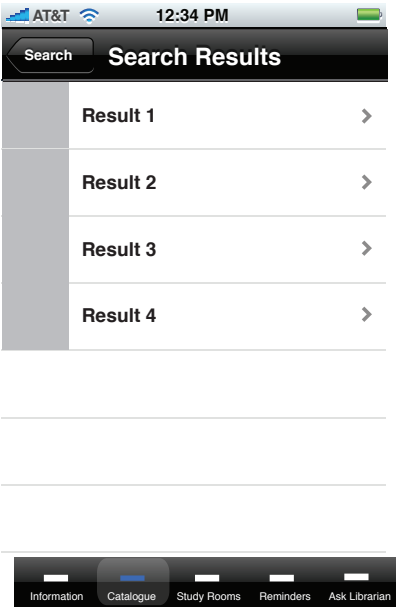 AT&T 12:34 PM
Search Search Results
Result 1
Result 2
Result 3
Result 4
Information Catalogue Study Rooms Reminders Ask Librarian